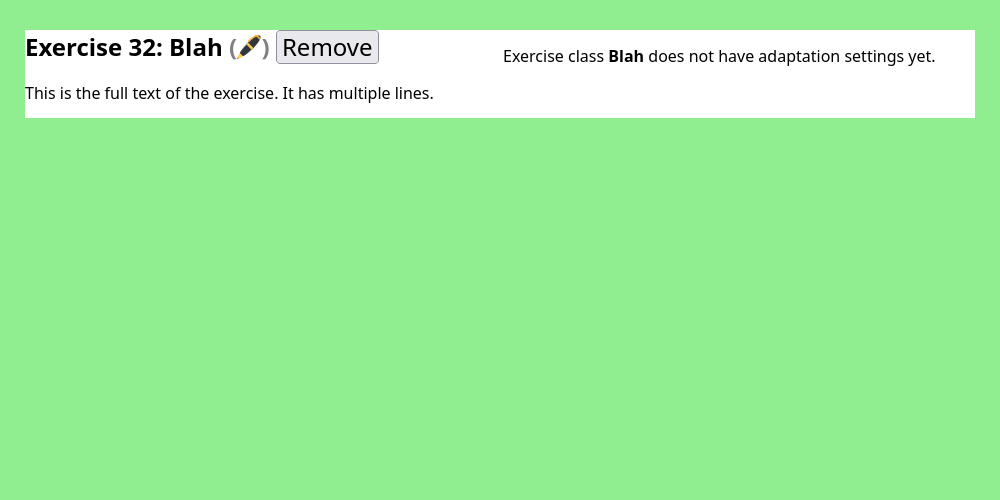 Exercise 32: Blah (🖋️) Remove
This is the full text of the exercise. It has multiple lines.
Exercise class Blah does not have adaptation settings yet.